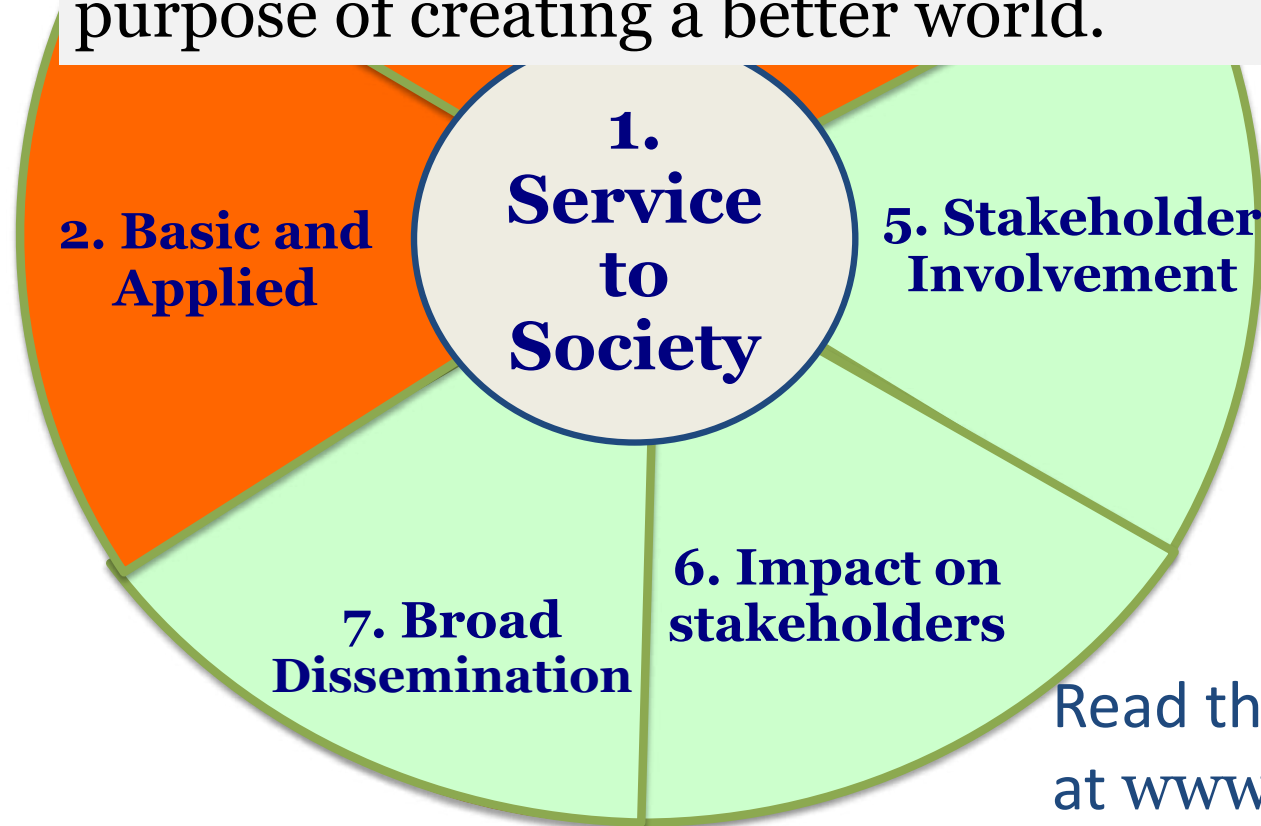 purpose of creating a better world.
1.
Service
to
Society
2. Basic and
Applied
5. Stakeholder
Involvement
6. Impact on
stakeholders
7. Broad
Dissemination
Read th
at www